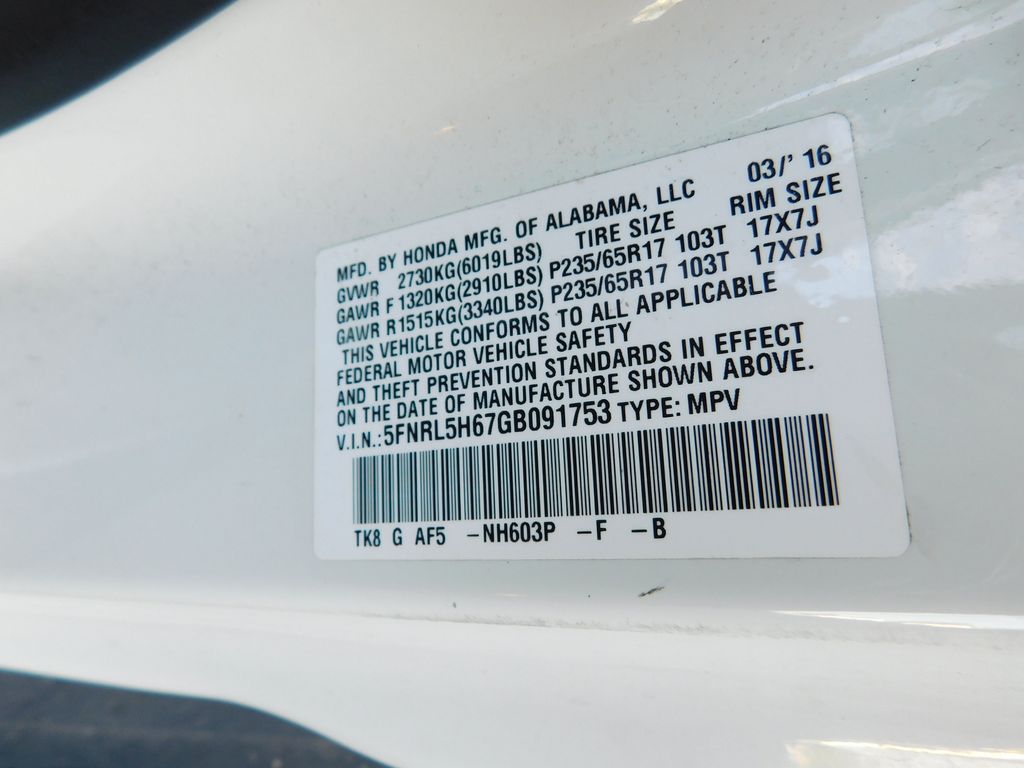 MFD. BY HONDA MFG. OF ALABAMA, LLC 03/' 16
GVWR 2730KG(6019LBS) TIRE SIZE RIM SIZE
GAWR F 1320KG(2910LBS) P235/65R17 103T 17X7J
GAWR R1515KG(3340LBS) P235/65R17 103T 17X7J
THIS VEHICLE CONFORMS TO ALL APPLICABLE
FEDERAL MOTOR VEHICLE SAFETY
AND THEFT PREVENTION STANDARDS IN EFFECT
ON THE DATE OF MANUFACTURE SHOWN ABOVE.
V.I.N.: 5FNRL5H67GB091753 TYPE: MPV
TK8 G AF5 -NH603P -F -B